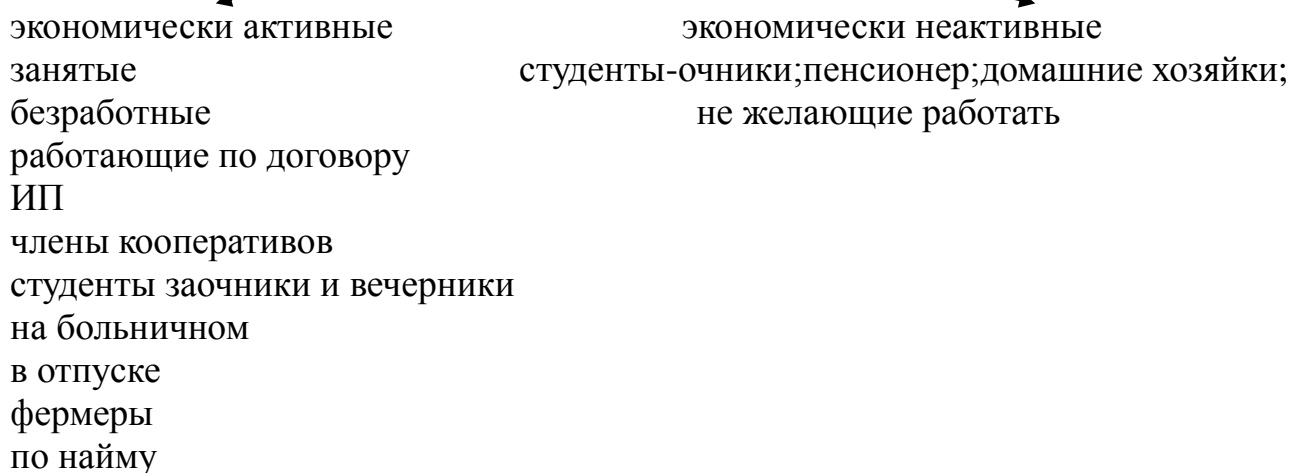 экономически активные экономически неактивные
занятые студенты-очники;пенсионер;домашние хозяйки;
безработные не желающие работать
работающие по договору
ИП
члены кооперативов
студенты заочники и вечерники
на больничном
в отпуске
фермеры
по найму